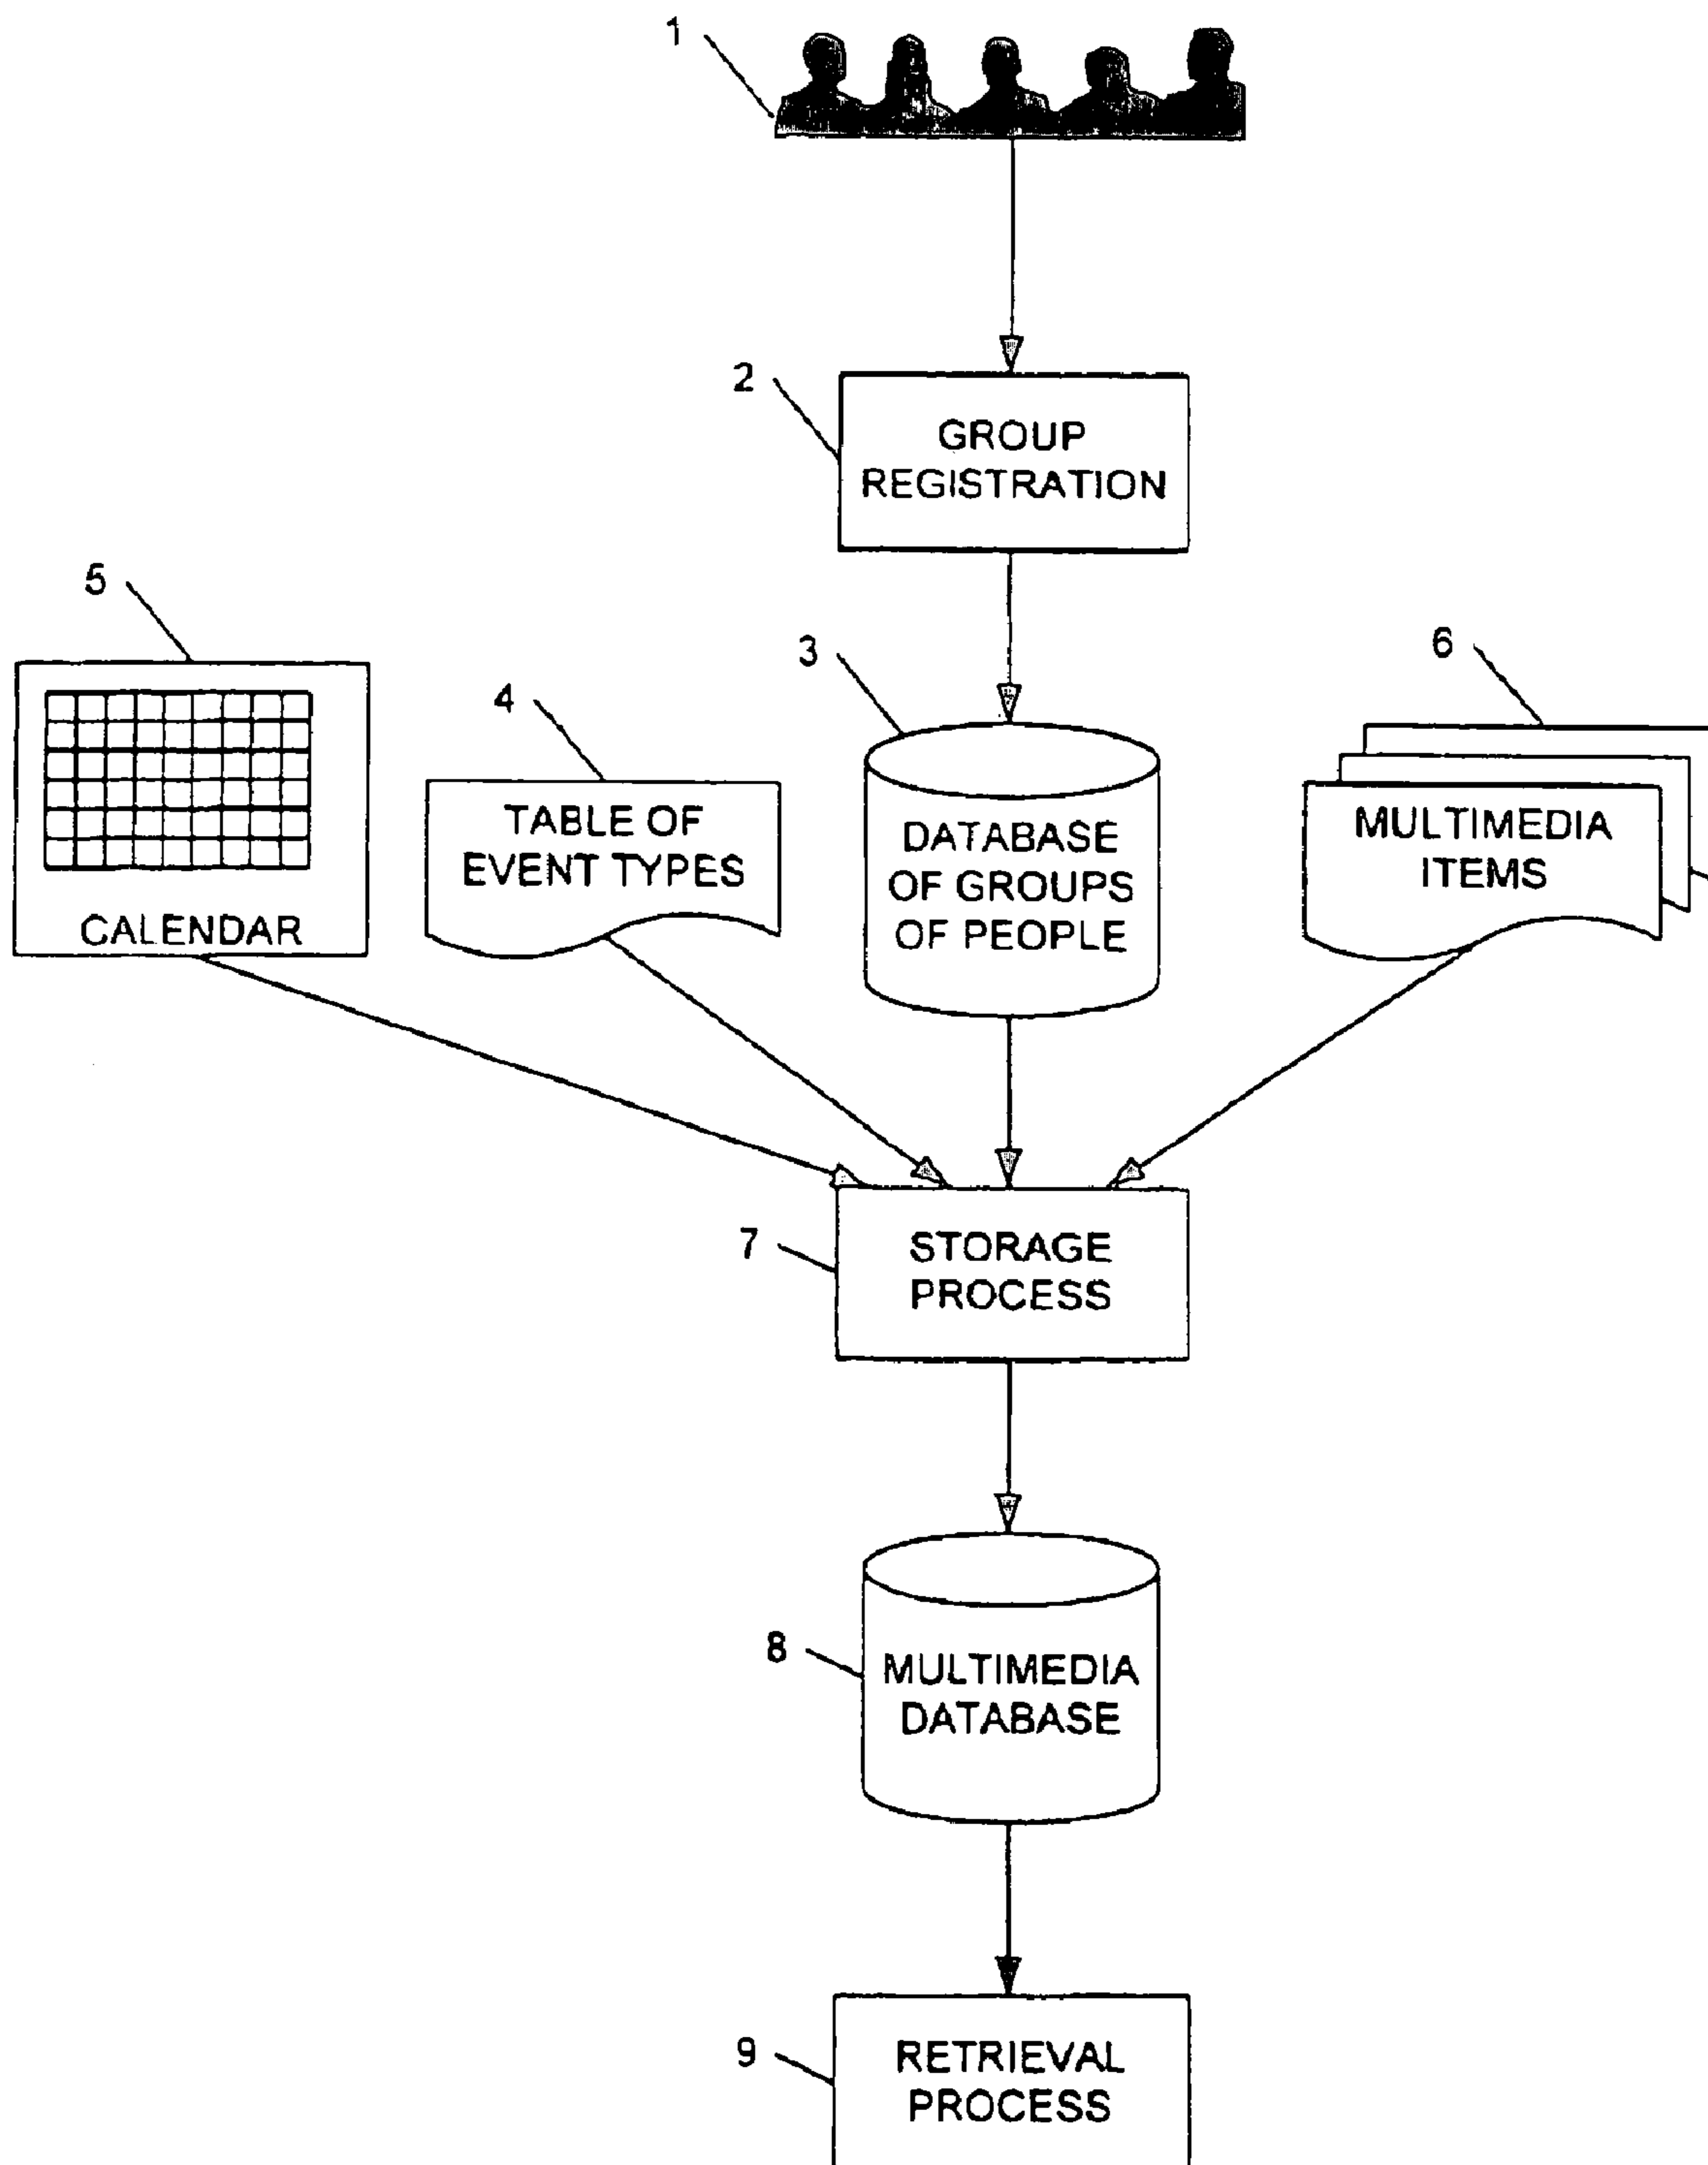 1
2
GROUP
REGISTRATION
5
3
6
4
TABLE OF
EVENT TYPES
DATABASE
OF GROUPS
OF PEOPLE
MULTIMEDIA
ITEMS
CALENDAR
7
STORAGE
PROCESS
8
MULTIMEDIA
DATABASE
9
RETRIEVAL
PROCESS